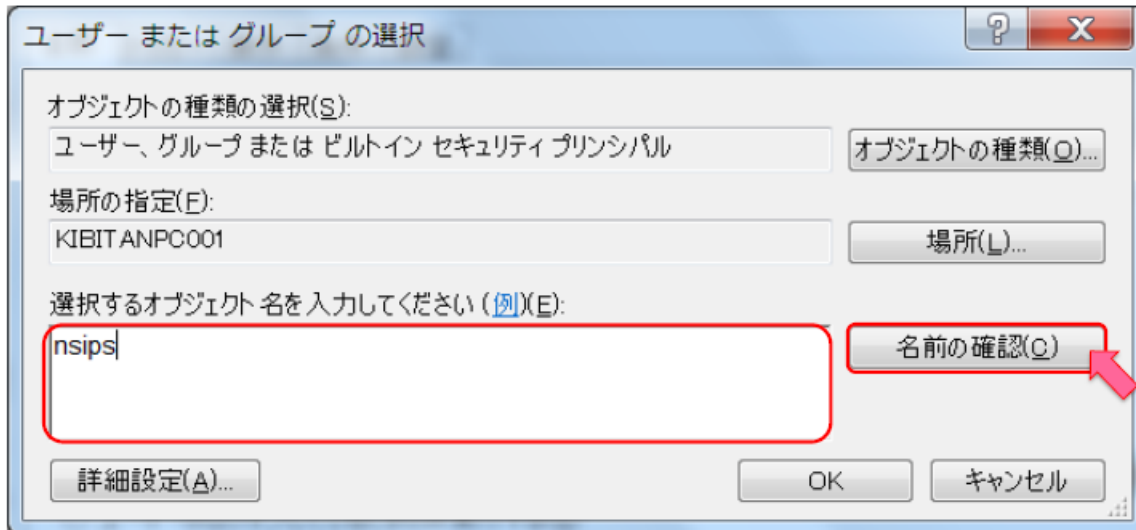 ユーザー または グループ の選択
オブジェクトの種類の選択(S):
ユーザー、グループ または ビルトイン セキュリティ プリンシパル
オブジェクトの種類(O)...
場所の指定(F):
KIBITANPC001
場所(L)...
選択するオブジェクト名を入力してください (例)(E):
nsips
名前の確認(C)
詳細設定(A)...
OK
キャンセル